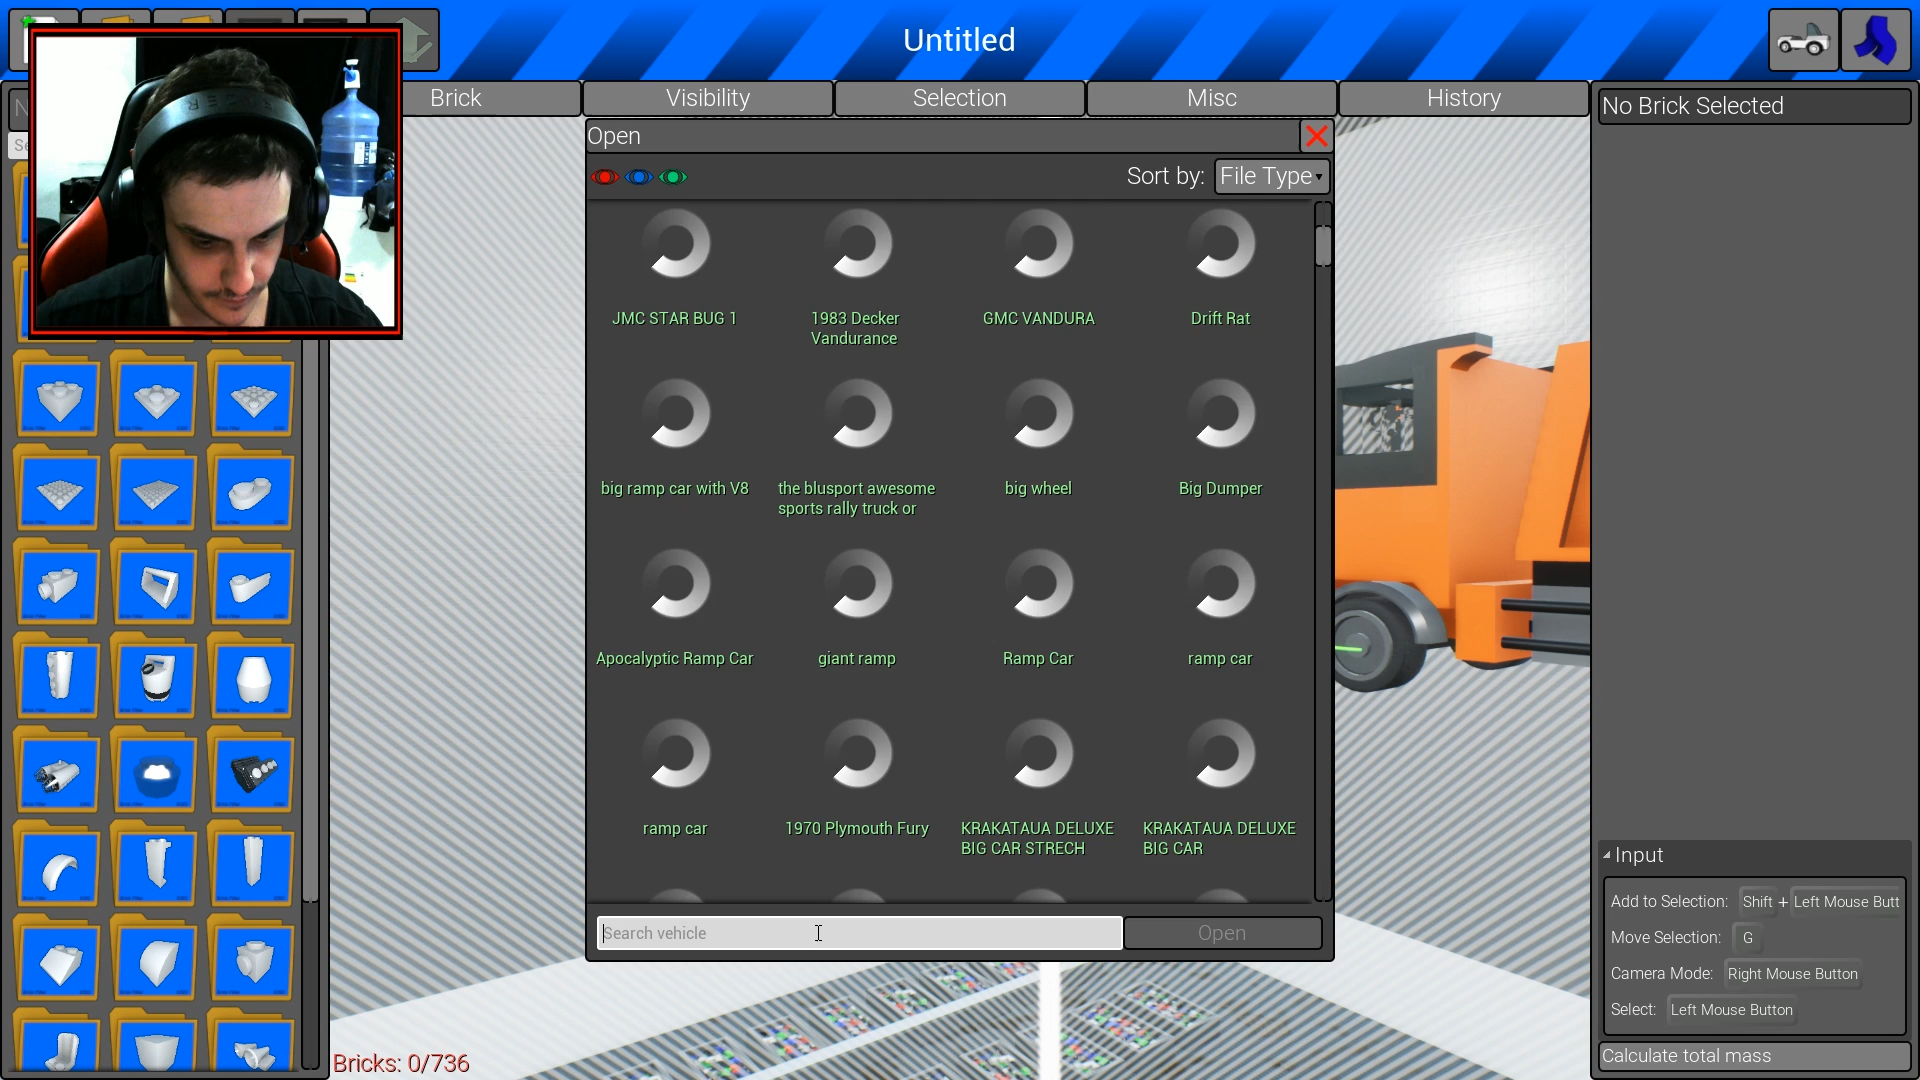 Untitled
Brick
Visibility
Selection
Misc
History
No Brick Selected
Open
Sort by: File Type
JMC STAR BUG 1
1983 Decker
Vandurance
GMC VANDURA
Drift Rat
big ramp car with V8
the blusport awesome
sports rally truck or
big wheel
Big Dumper
Apocalyptic Ramp Car
giant ramp
Ramp Car
ramp car
ramp car
1970 Plymouth Fury
KRAKATAUA DELUXE
BIG CAR STRECH
KRAKATAUA DELUXE
BIG CAR
Search vehicle
Open
Input
Add to Selection: Shift + Left Mouse Butt
Move Selection: G
Camera Mode: Right Mouse Button
Select: Left Mouse Button
Calculate total mass
Bricks: 0/736